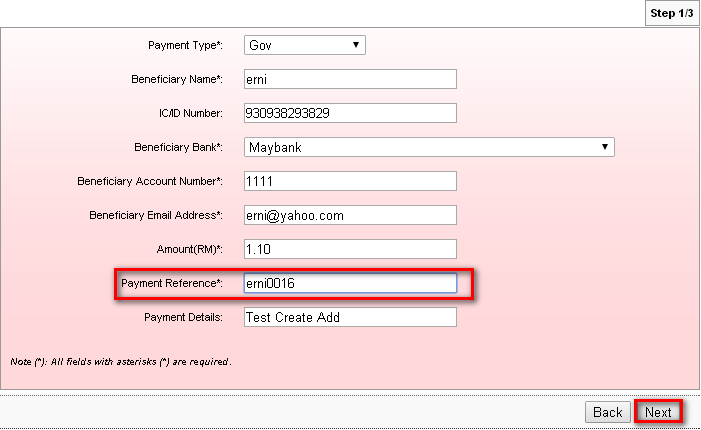 Step 1/3
Payment Type*: Gov
Beneficiary Name*: erni
IC/ID Number: 930938293829
Beneficiary Bank*: Maybank
Beneficiary Account Number*: 1111
Beneficiary Email Address*: erni@yahoo.com
Amount(RM)*: 1.10
Payment Reference*: erni0016
Payment Details: Test Create Add
Note (*): All fields with asterisks (*) are required.
Back Next